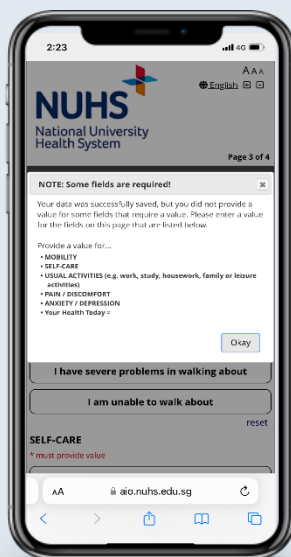 2:23
4G
A A A
English
NUHS
National University
Health System
Page 3 of 4
NOTE: Some fields are required!
Your data was successfully saved, but you did not provide a
value for some fields that require a value. Please enter a value
for the fields on this page that are listed below.
Provide a value for...
• MOBILITY
• SELF-CARE
• USUAL ACTIVITIES (e.g. work, study, housework, family or leisure
activities)
• PAIN / DISCOMFORT
• ANXIETY / DEPRESSION
• Your Health Today =
Okay
I have severe problems in walking about
I am unable to walk about
reset
SELF-CARE
* must provide value
AA
aio.nuhs.edu.sg